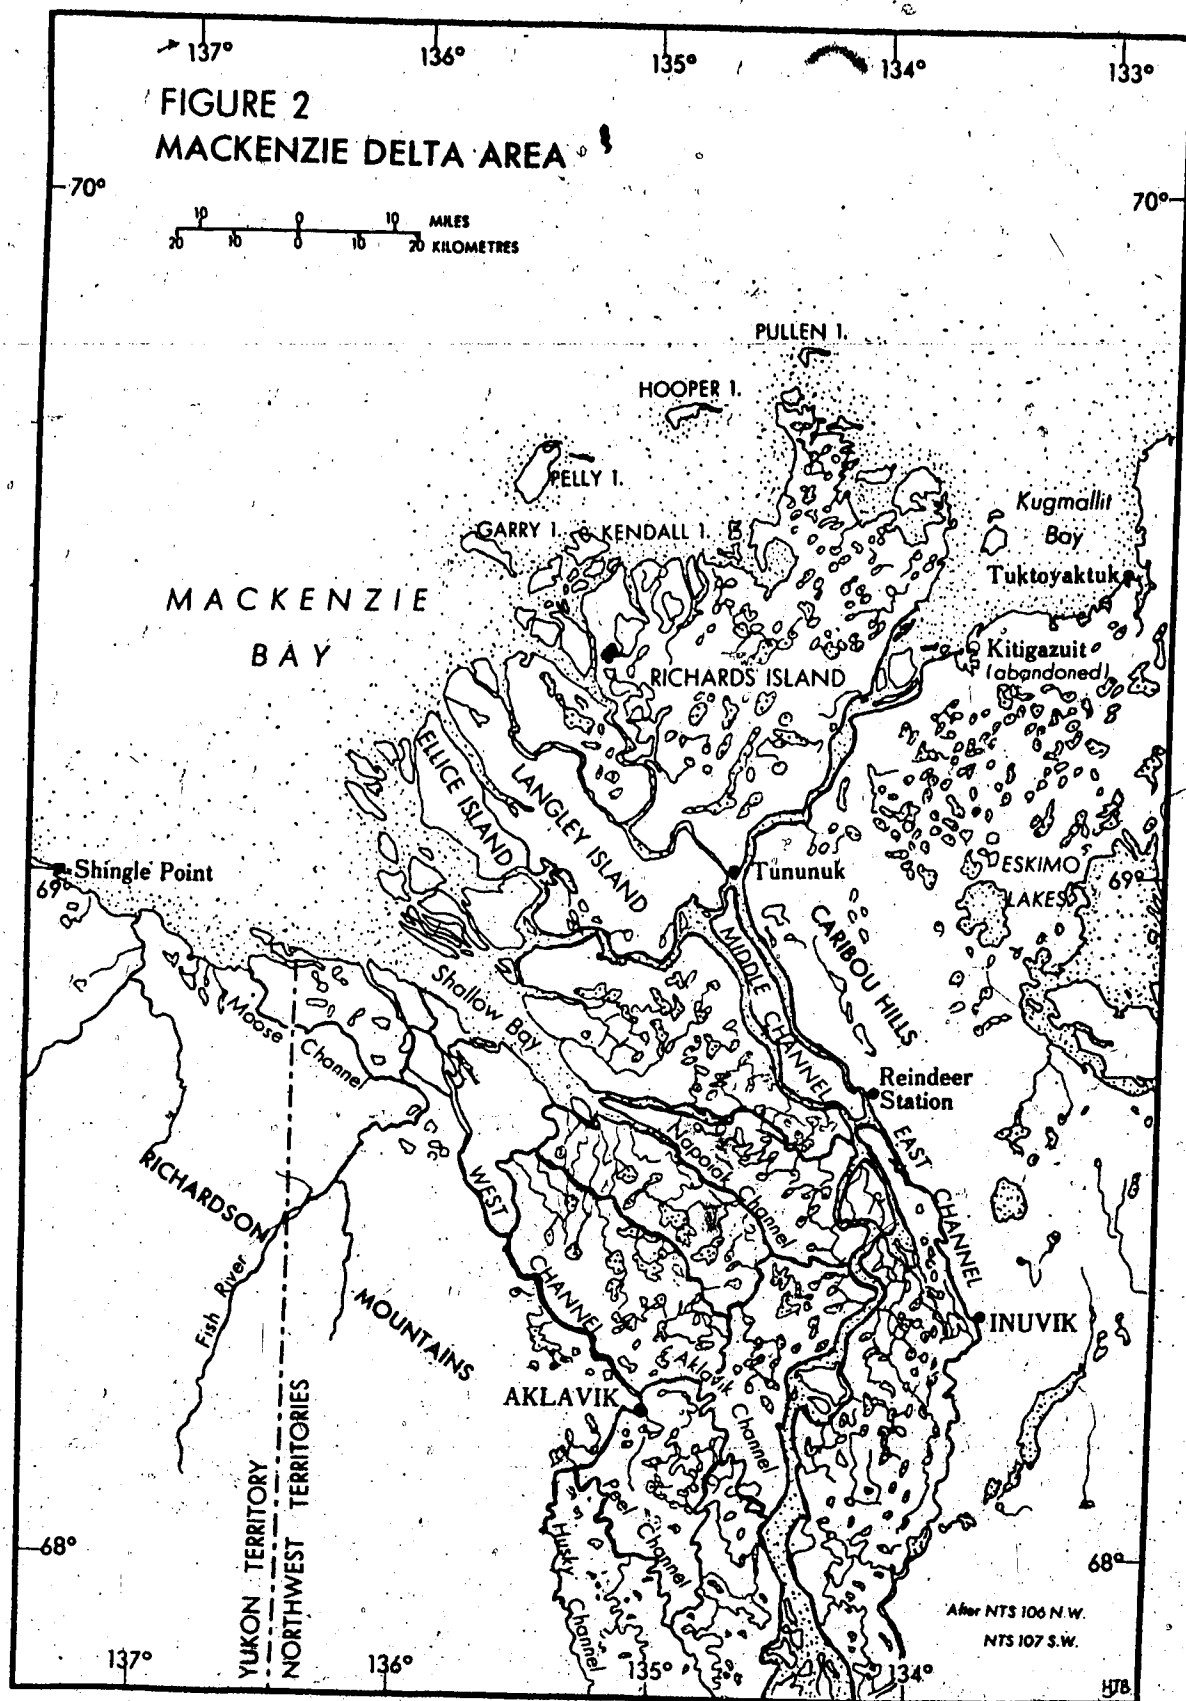 137°
136°
135°
134°
133°
FIGURE 2
MACKENZIE DELTA AREA
70°
70°
10 0 10 MILES
20 10 0 10 20 KILOMETRES
PULLEN I.
HOOPER I.
PELLY I.
GARRY I. & KENDALL I.
Kugmallit
Bay
Tuktoyaktuk
MACKENZIE
BAY
Kitigazuit
(abandoned)
RICHARDS ISLAND
ELLICE ISLAND
LANGLEY ISLAND
Shingle Point
69°
Tununuk
ESKIMO
LAKES
69°
CARIBOU HILLS
MIDDLE CHANNEL
Shallow Bay
Moose Channel
Reindeer
Station
EAST CHANNEL
Napoiak Channel
RICHARDSON
MOUNTAINS
Fish River
WEST CHANNEL
INUVIK
Aklavik Channel
AKLAVIK
YUKON TERRITORY
NORTHWEST TERRITORIES
Peel Channel
Husky Channel
68°
68°
After NTS 106 N.W.
NTS 107 S.W.
137°
136°
135°
134°
HTB